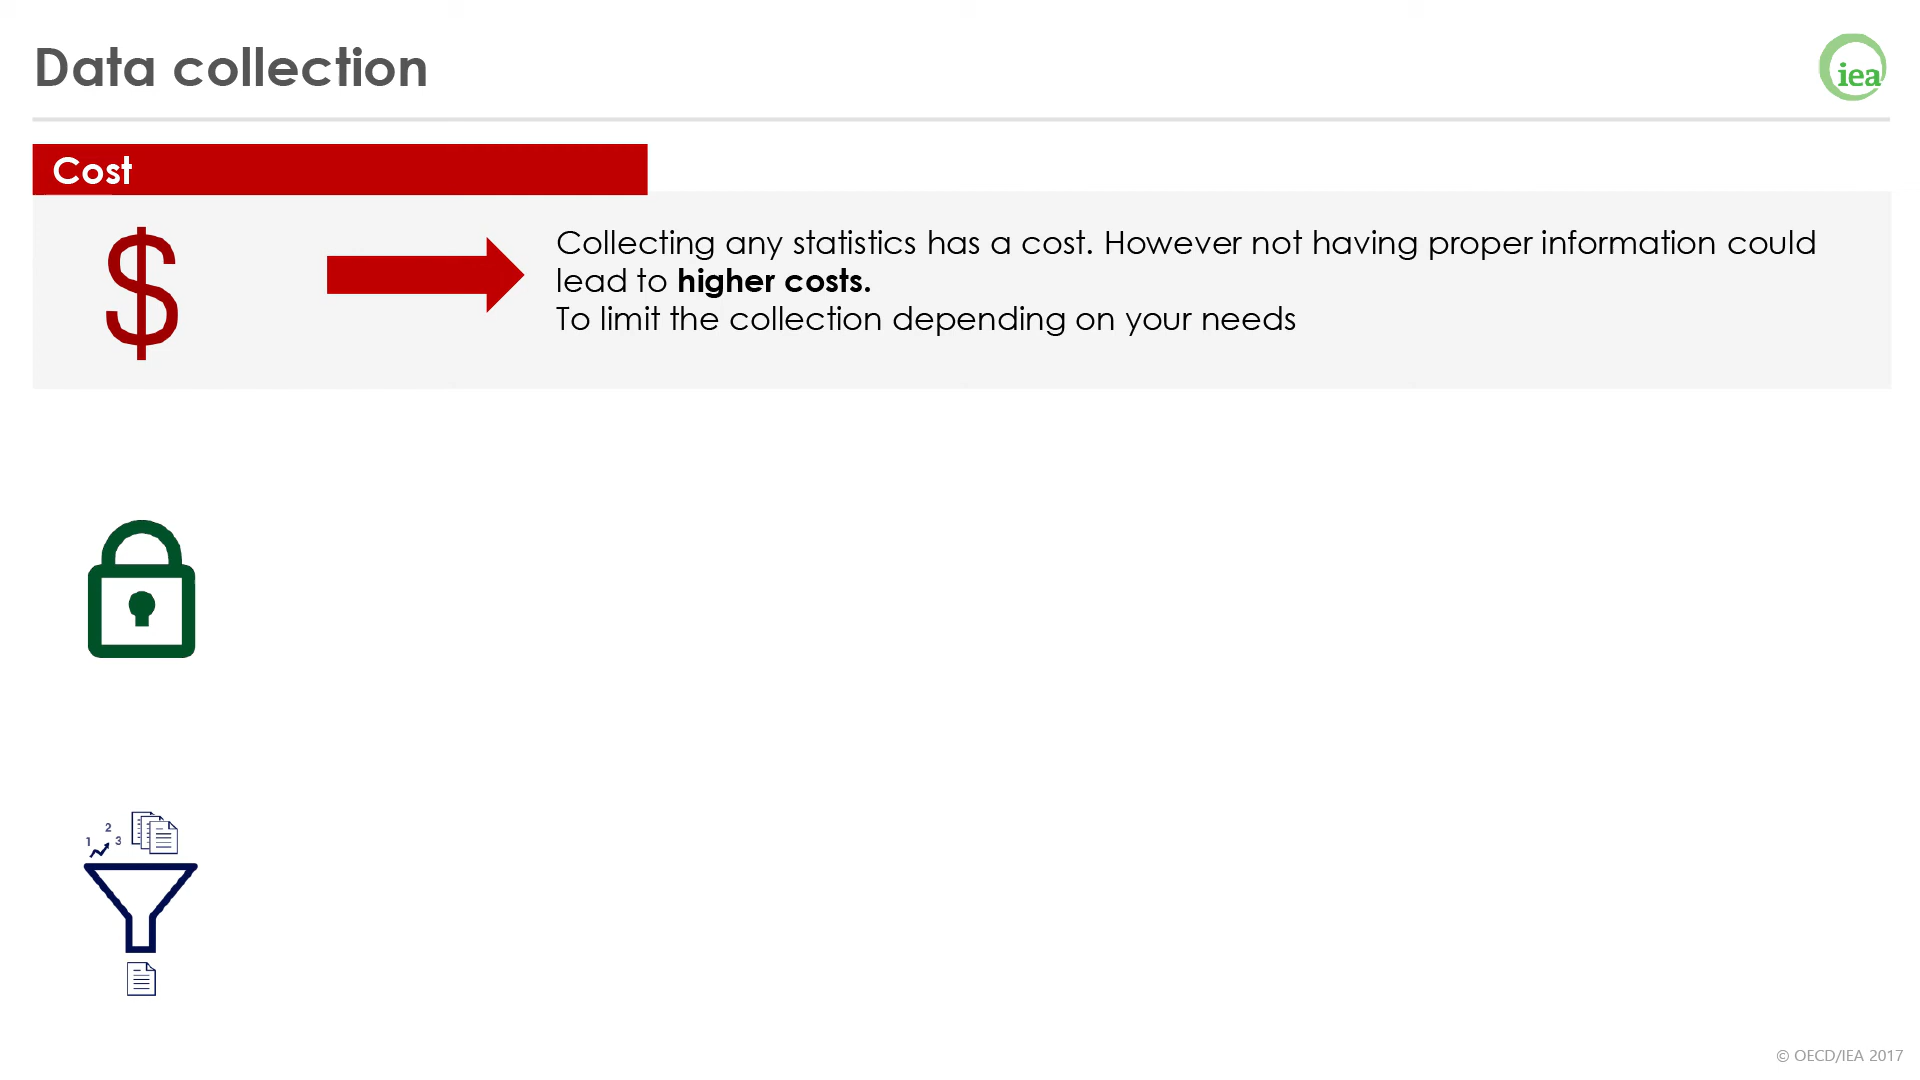 Data collection
iea
Cost
$
Collecting any statistics has a cost. However not having proper information could
lead to higher costs.
To limit the collection depending on your needs
1 2 3
© OECD/IEA 2017